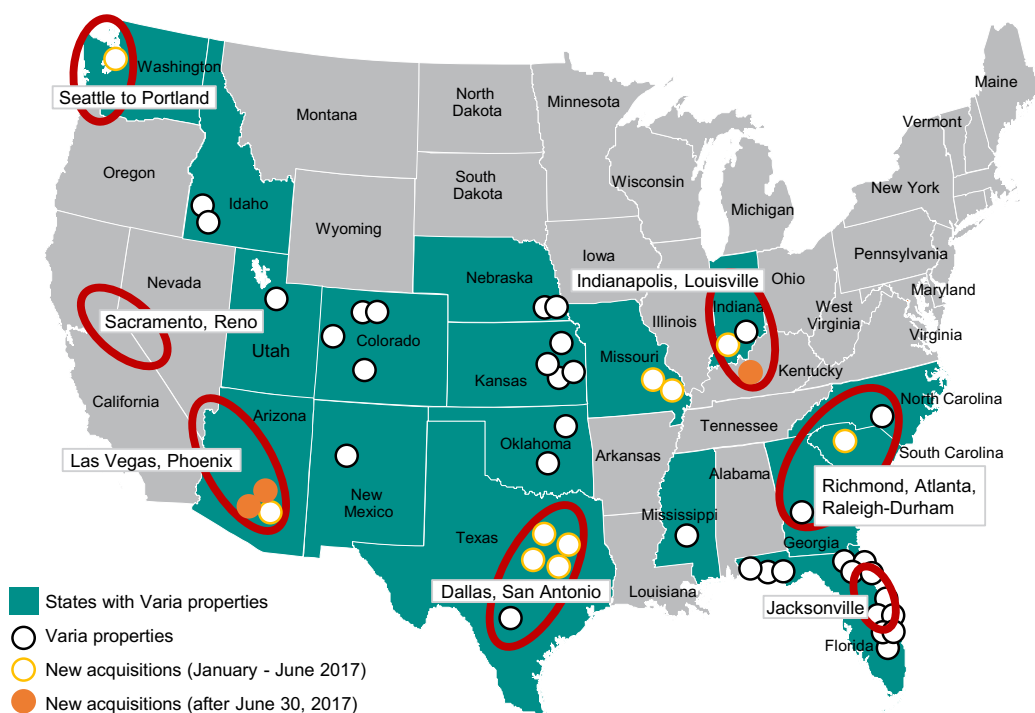 Washington
Seattle to Portland
Oregon
Idaho
Montana
North
Dakota
South
Dakota
Minnesota
Wisconsin
Michigan
Maine
Vermont
New York
Pennsylvania
Wyoming
Nebraska
Iowa
Indianapolis, Louisville
Ohio
Maryland
West
Virginia
Virginia
Nevada
Sacramento, Reno
Utah
Colorado
Kansas
Missouri
Illinois
Indiana
Kentucky
California
Arizona
Las Vegas, Phoenix
New
Mexico
Oklahoma
Arkansas
Tennessee
North Carolina
South Carolina
Richmond, Atlanta,
Raleigh-Durham
Texas
Dallas, San Antonio
Louisiana
Mississippi
Alabama
Georgia
Jacksonville
Florida
States with Varia properties
Varia properties
New acquisitions (January - June 2017)
New acquisitions (after June 30, 2017)